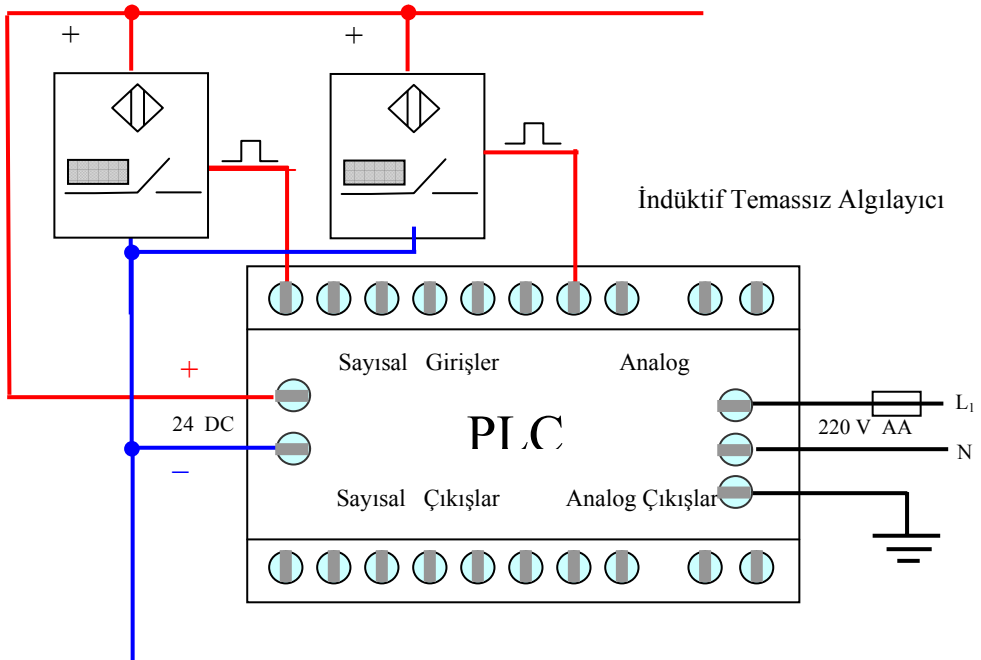 + +
İndüktif Temassız Algılayıcı
Sayısal Girişler Analog
+
24 DC
−
PLC
220 V AA
L₁
N
Sayısal Çıkışlar Analog Çıkışlar